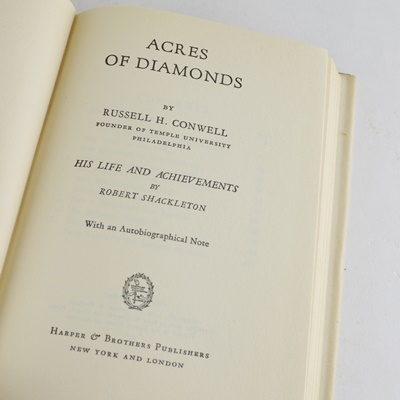 ACRES
OF DIAMONDS
BY
RUSSELL H. CONWELL
FOUNDER OF TEMPLE UNIVERSITY
PHILADELPHIA
HIS LIFE AND ACHIEVEMENTS
BY
ROBERT SHACKLETON
With an Autobiographical Note
HARPER & BROTHERS PUBLISHERS
NEW YORK AND LONDON